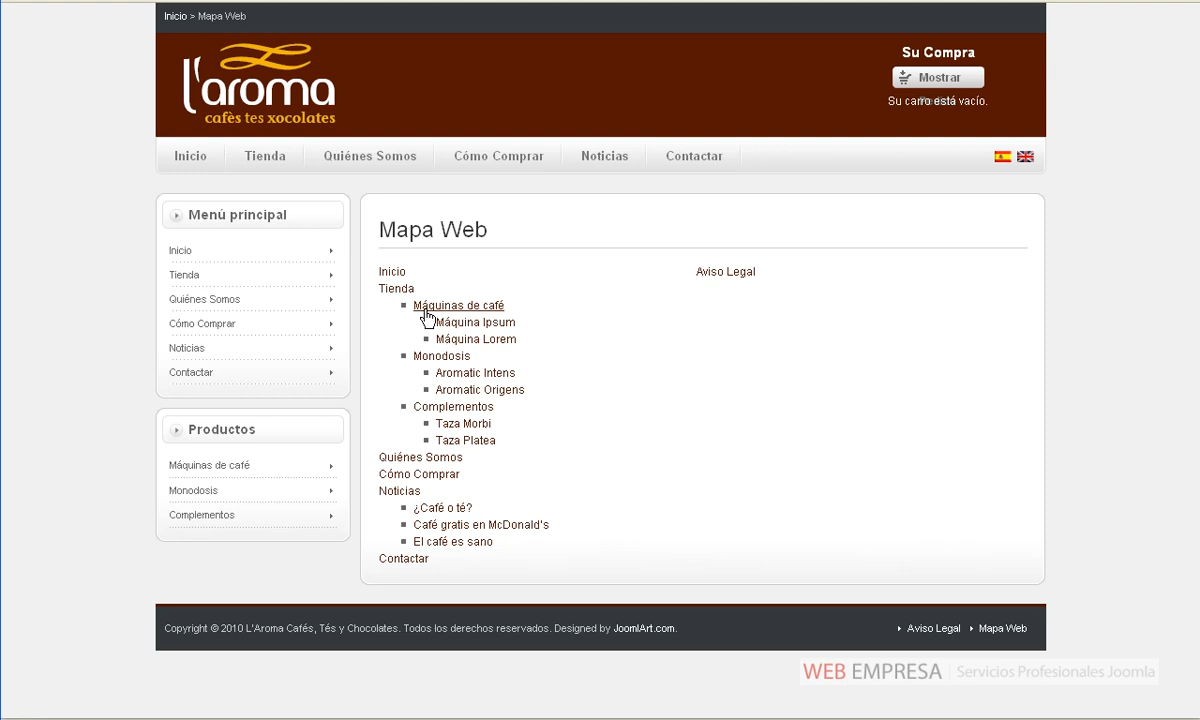 Inicio > Mapa Web
l'aroma
cafès tes xocolates
Su Compra
Mostrar
Su carro está vacío.
Inicio
Tienda
Quiénes Somos
Cómo Comprar
Noticias
Contactar
Menú principal
Inicio
Tienda
Quiénes Somos
Cómo Comprar
Noticias
Contactar
Productos
Máquinas de café
Monodosis
Complementos
Mapa Web
Inicio
Tienda
Máquinas de café
Máquina Ipsum
Máquina Lorem
Monodosis
Aromatic Intens
Aromatic Origens
Complementos
Taza Morbi
Taza Platea
Quiénes Somos
Cómo Comprar
Noticias
¿Café o té?
Café gratis en McDonald's
El café es sano
Contactar
Aviso Legal
Copyright © 2010 L'Aroma Cafés, Tés y Chocolates. Todos los derechos reservados. Designed by JoomlArt.com.
Aviso Legal
Mapa Web
WEB EMPRESA | Servicios Profesionales Joomla